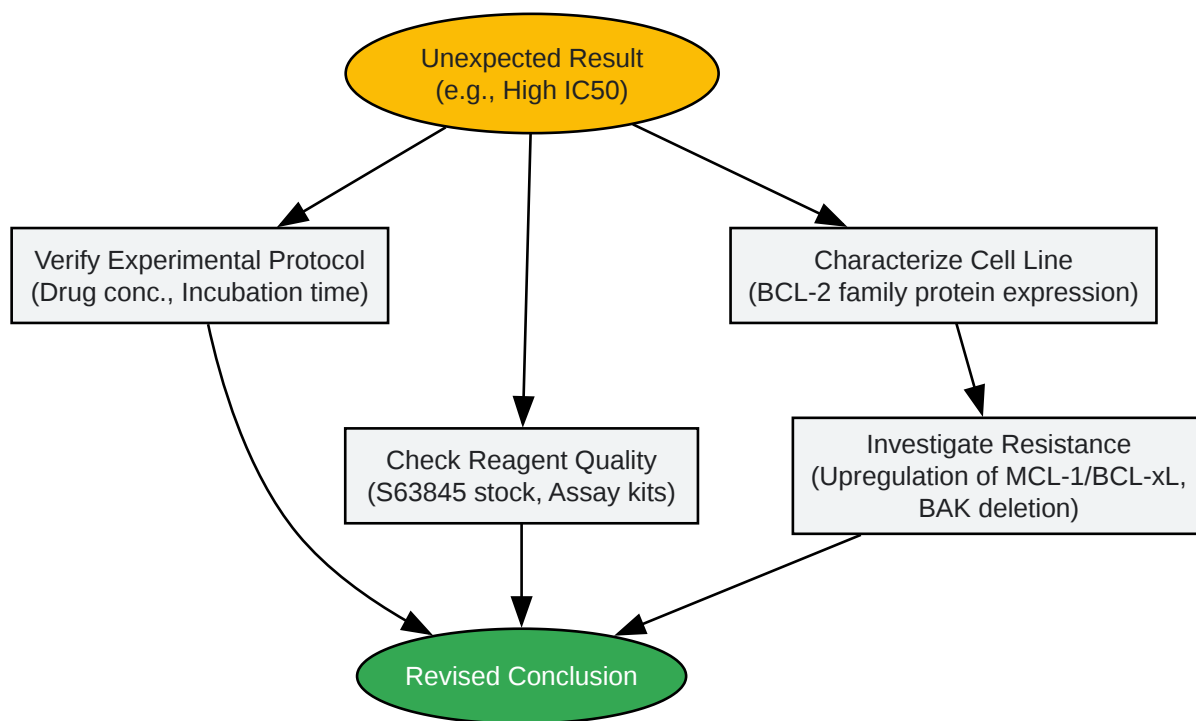 Unexpected Result
(e.g., High IC50)
Verify Experimental Protocol
(Drug conc., Incubation time)
Characterize Cell Line
(BCL-2 family protein expression)
Check Reagent Quality
(S63845 stock, Assay kits)
Investigate Resistance
(Upregulation of MCL-1/BCL-xL,
BAK deletion)
Revised Conclusion